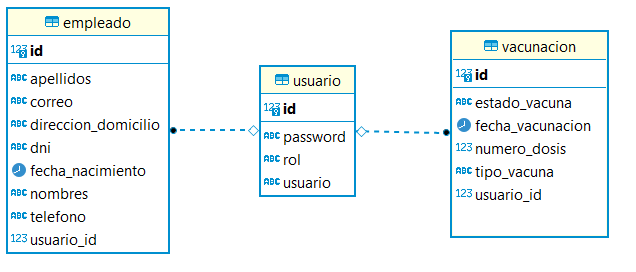 empleado
123 id
ABC apellidos
ABC correo
ABC direccion_domicilio
ABC dni
fecha_nacimiento
ABC nombres
ABC telefono
123 usuario_id
usuario
123 id
ABC password
ABC rol
ABC usuario
vacunacion
123 id
ABC estado_vacuna
fecha_vacunacion
123 numero_dosis
ABC tipo_vacuna
123 usuario_id